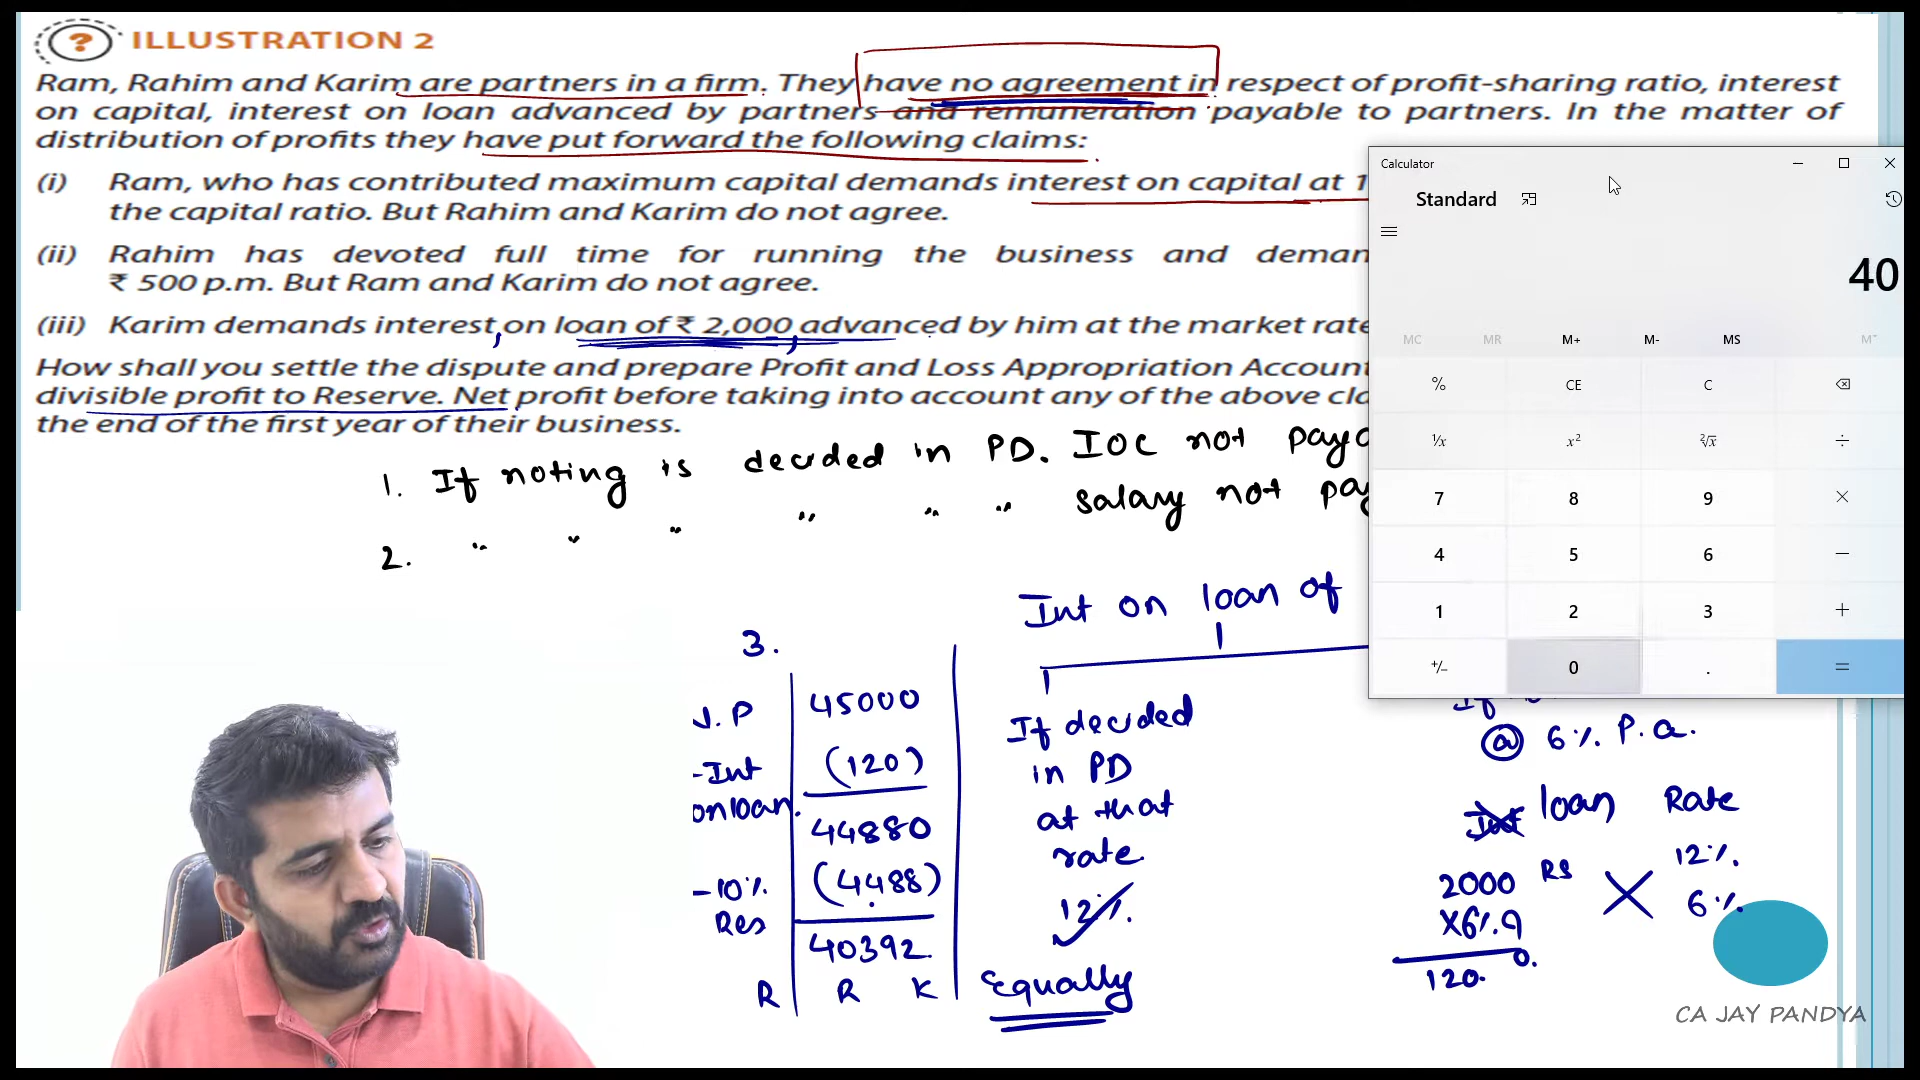 ILLUSTRATION 2
Ram, Rahim and Karim are partners in a firm. They have no agreement in respect of profit-sharing ratio, interest
on capital, interest on loan advanced by partners and remuneration payable to partners. In the matter of
distribution of profits they have put forward the following claims:
(i) Ram, who has contributed maximum capital demands interest on capital at 1
the capital ratio. But Rahim and Karim do not agree.
(ii) Rahim has devoted full time for running the business and deman
₹ 500 p.m. But Ram and Karim do not agree.
(iii) Karim demands interest on loan of ₹ 2,000 advanced by him at the market rate
How shall you settle the dispute and prepare Profit and Loss Appropriation Account
divisible profit to Reserve. Net profit before taking into account any of the above cla
the end of the first year of their business.
Calculator
Standard
40
MC MR M+ M- MS M˅
% CE C
¹/x x² ²√x ÷
7 8 9 ×
4 5 6 −
1 2 3 +
+/− 0 . =
1. If noting is decided in PD. IOC not paya
2. " " " " " " Salary not pay
3. Int on loan of
N.P 45000
-Int on loan. (120)
44880
-10% Res (4488)
40392.
R R K
If decided
in PD
at that
rate
12%.
Equally
If
@ 6%. P.a.
Int loan Rate
2000 RS × 12%.
×6%. 6%.
120.
CA JAY PANDYA